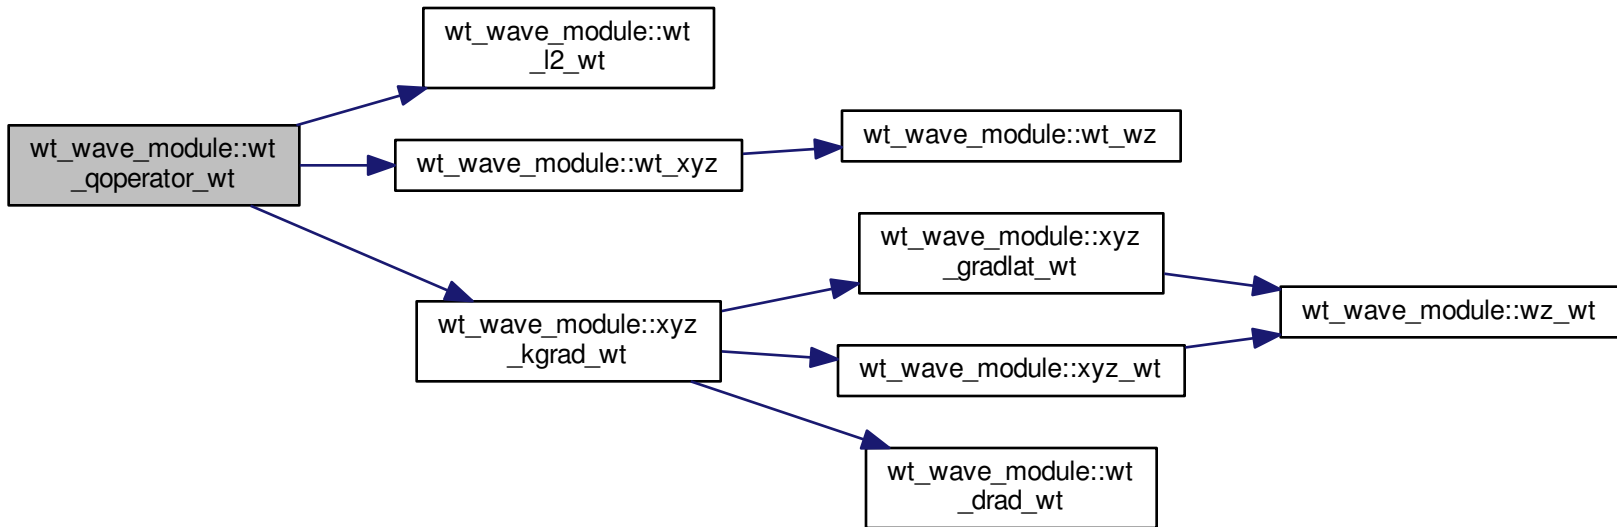 wt_wave_module::wt
_qoperator_wt
wt_wave_module::wt
_l2_wt
wt_wave_module::wt_xyz
wt_wave_module::wt_wz
wt_wave_module::xyz
_kgrad_wt
wt_wave_module::xyz
_gradlat_wt
wt_wave_module::wz_wt
wt_wave_module::xyz_wt
wt_wave_module::wt
_drad_wt